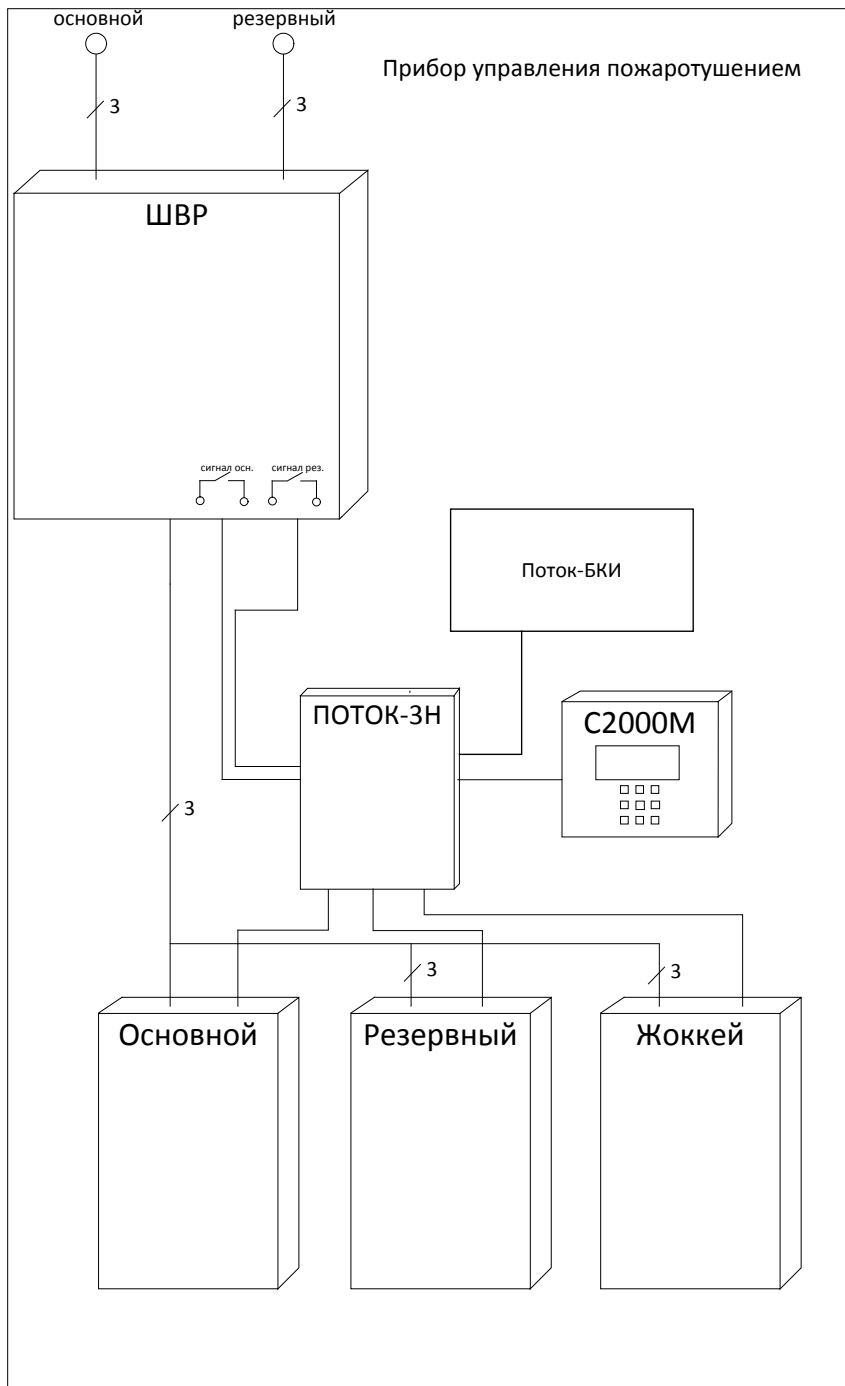 основной резервный
Прибор управления пожаротушением
3 3
ШВР
сигнал осн. сигнал рез.
Поток-БКИ
ПОТОК-3Н
С2000М
3
3 3
Основной Резервный Жоккей